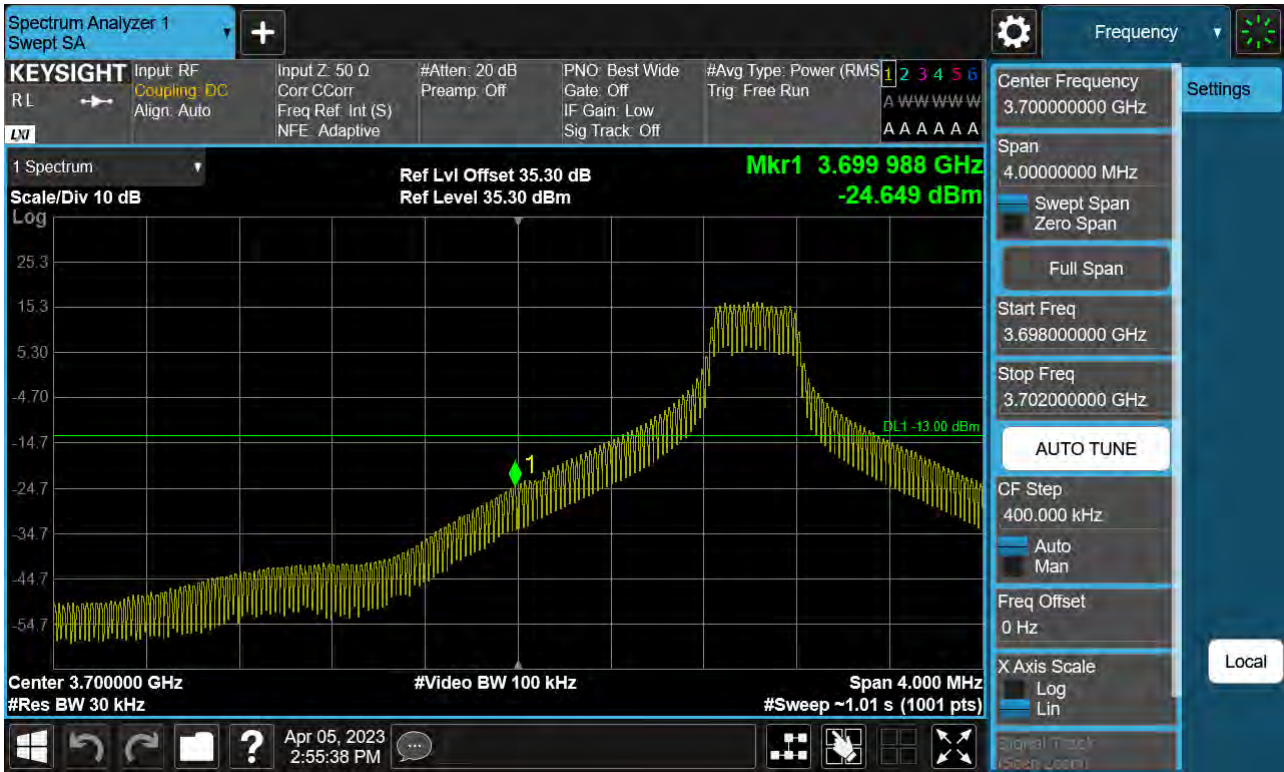 Spectrum Analyzer 1
Swept SA
Frequency
KEYSIGHT
RL
LXI
Input: RF
Coupling: DC
Align: Auto
Input Z: 50 Ω
Corr CCorr
Freq Ref: Int (S)
NFE: Adaptive
#Atten: 20 dB
Preamp: Off
PNO: Best Wide
Gate: Off
IF Gain: Low
Sig Track: Off
#Avg Type: Power (RMS
Trig: Free Run
1 2 3 4 5 6
A W W W W W
A A A A A A
1 Spectrum
Scale/Div 10 dB
Log
Ref Lvl Offset 35.30 dB
Ref Level 35.30 dBm
Mkr1 3.699 988 GHz
-24.649 dBm
25.3
15.3
5.30
-4.70
-14.7
-24.7
-34.7
-44.7
-54.7
1
DL1 -13.00 dBm
Center 3.700000 GHz
#Res BW 30 kHz
#Video BW 100 kHz
Span 4.000 MHz
#Sweep ~1.01 s (1001 pts)
Apr 05, 2023
2:55:38 PM
Center Frequency
3.700000000 GHz
Span
4.00000000 MHz
Swept Span
Zero Span
Full Span
Start Freq
3.698000000 GHz
Stop Freq
3.702000000 GHz
AUTO TUNE
CF Step
400.000 kHz
Auto
Man
Freq Offset
0 Hz
X Axis Scale
Log
Lin
Signal Track
(Span Zoom)
Settings
Local